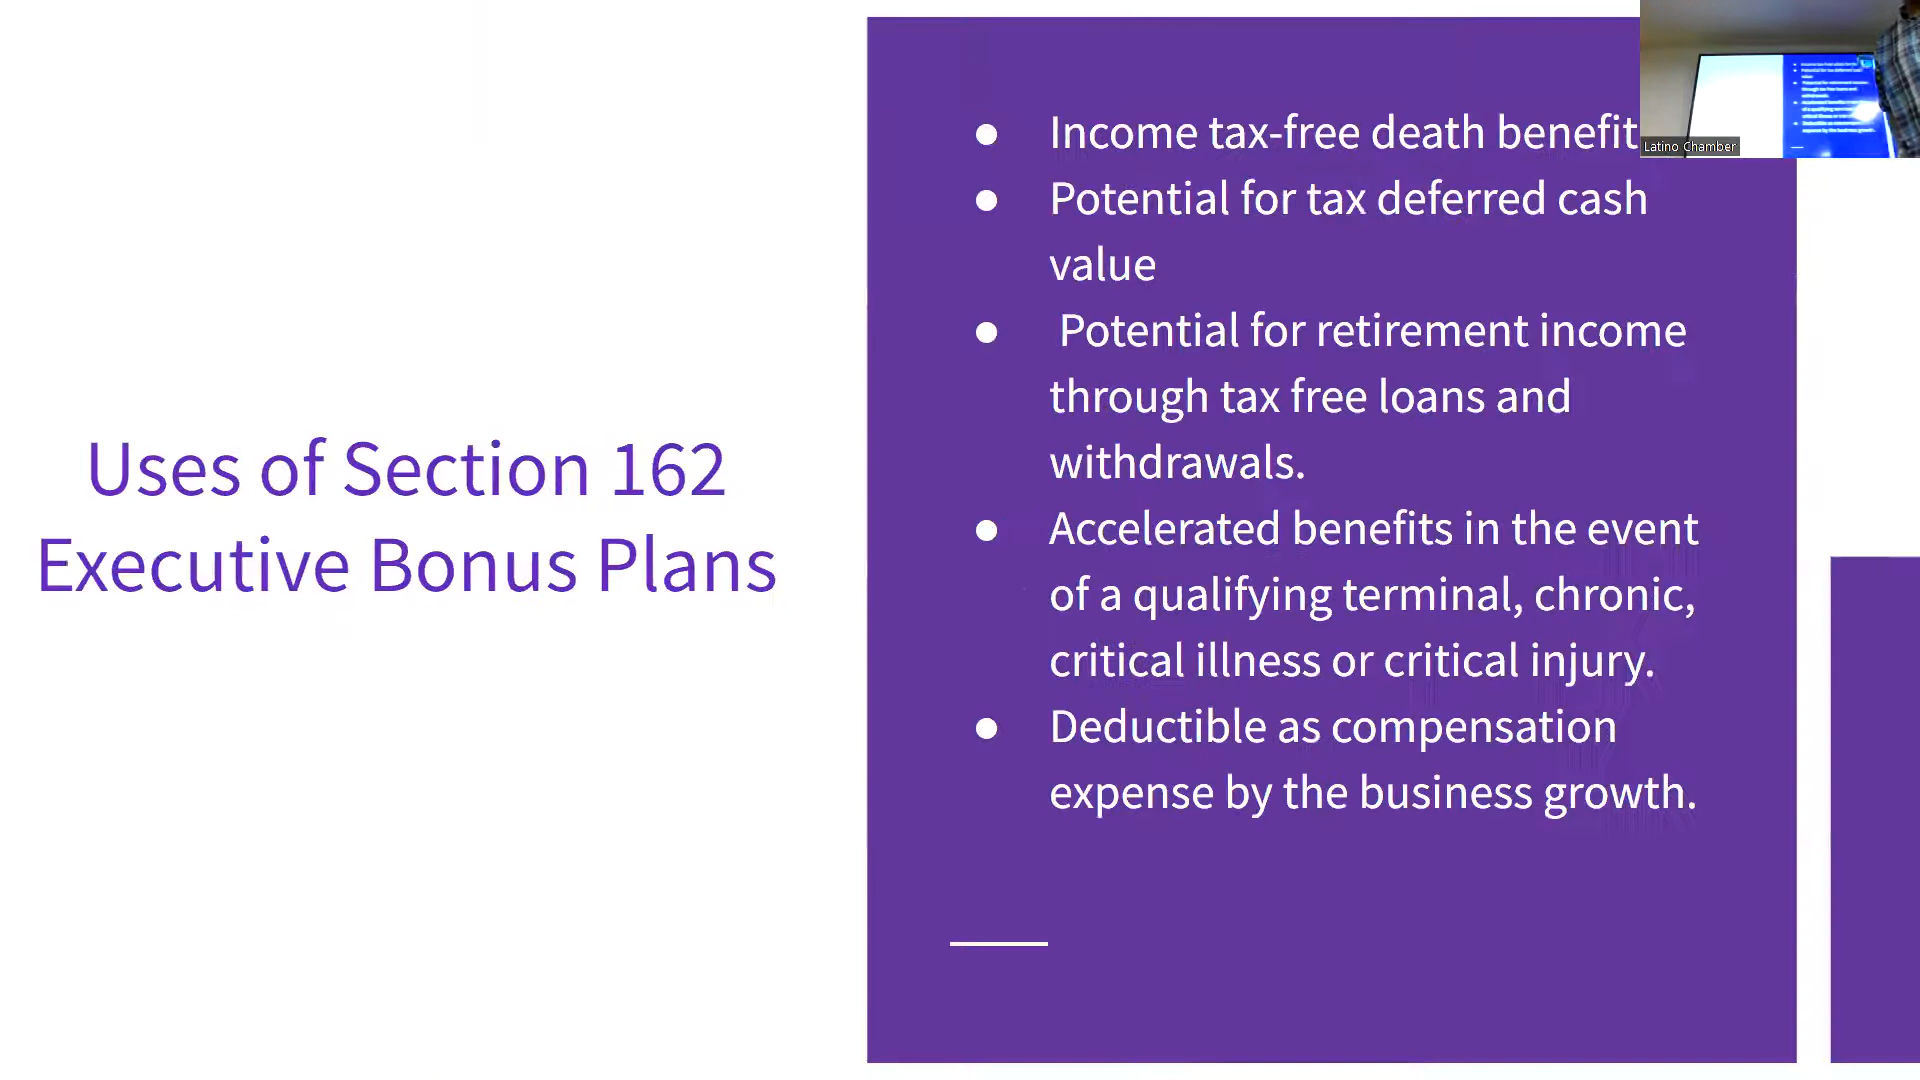 Uses of Section 162
Executive Bonus Plans
● Income tax-free death benefit
● Potential for tax deferred cash
value
● Potential for retirement income
through tax free loans and
withdrawals.
● Accelerated benefits in the event
of a qualifying terminal, chronic,
critical illness or critical injury.
● Deductible as compensation
expense by the business growth.
Latino Chamber